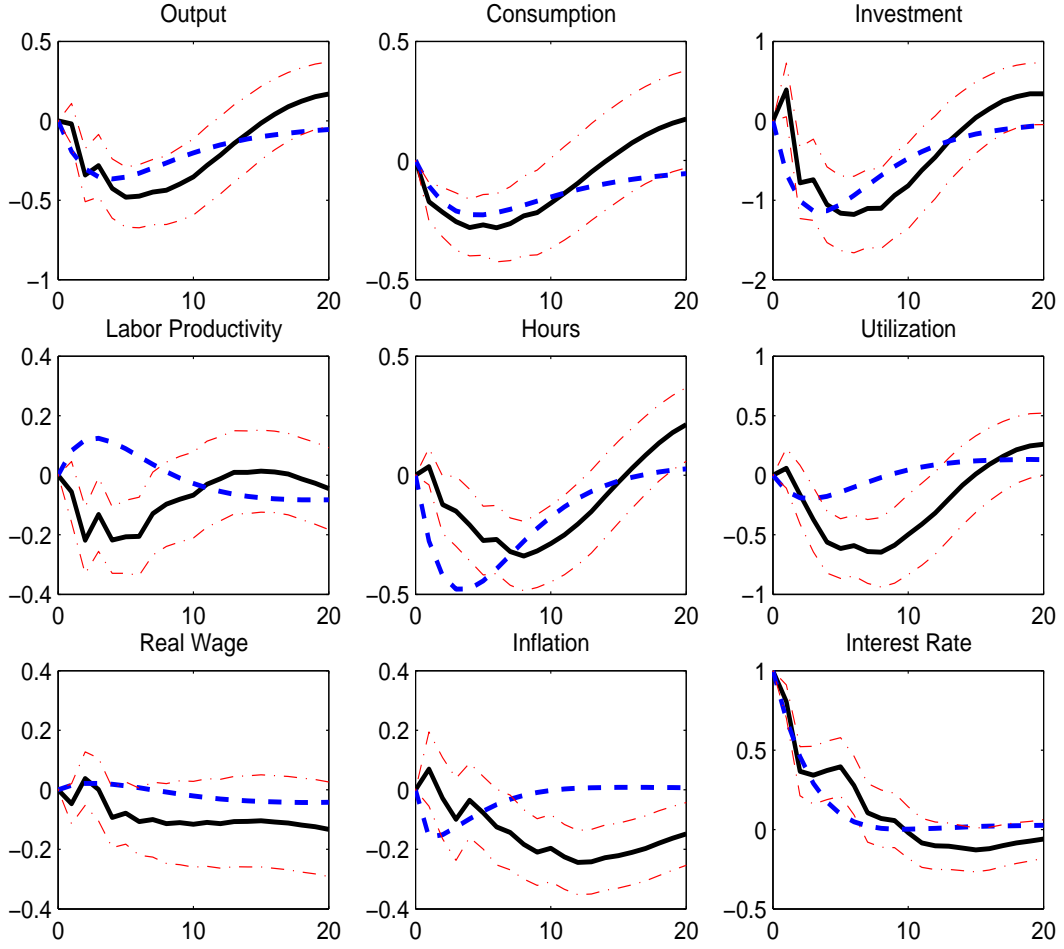 Output Consumption Investment
0.5 0.5 1
0 0 0
−0.5
−1
−1 −0.5 −2
0 10 20 0 10 20 0 10 20
Labor Productivity Hours Utilization
0.4 0.5 1
0.2 0.5
0 0 0
−0.2 −0.5
−0.4 −0.5 −1
0 10 20 0 10 20 0 10 20
Real Wage Inflation Interest Rate
0.4 0.4 1
0.2 0.2 0.5
0 0
−0.2 −0.2 0
−0.4 −0.4 −0.5
0 10 20 0 10 20 0 10 20